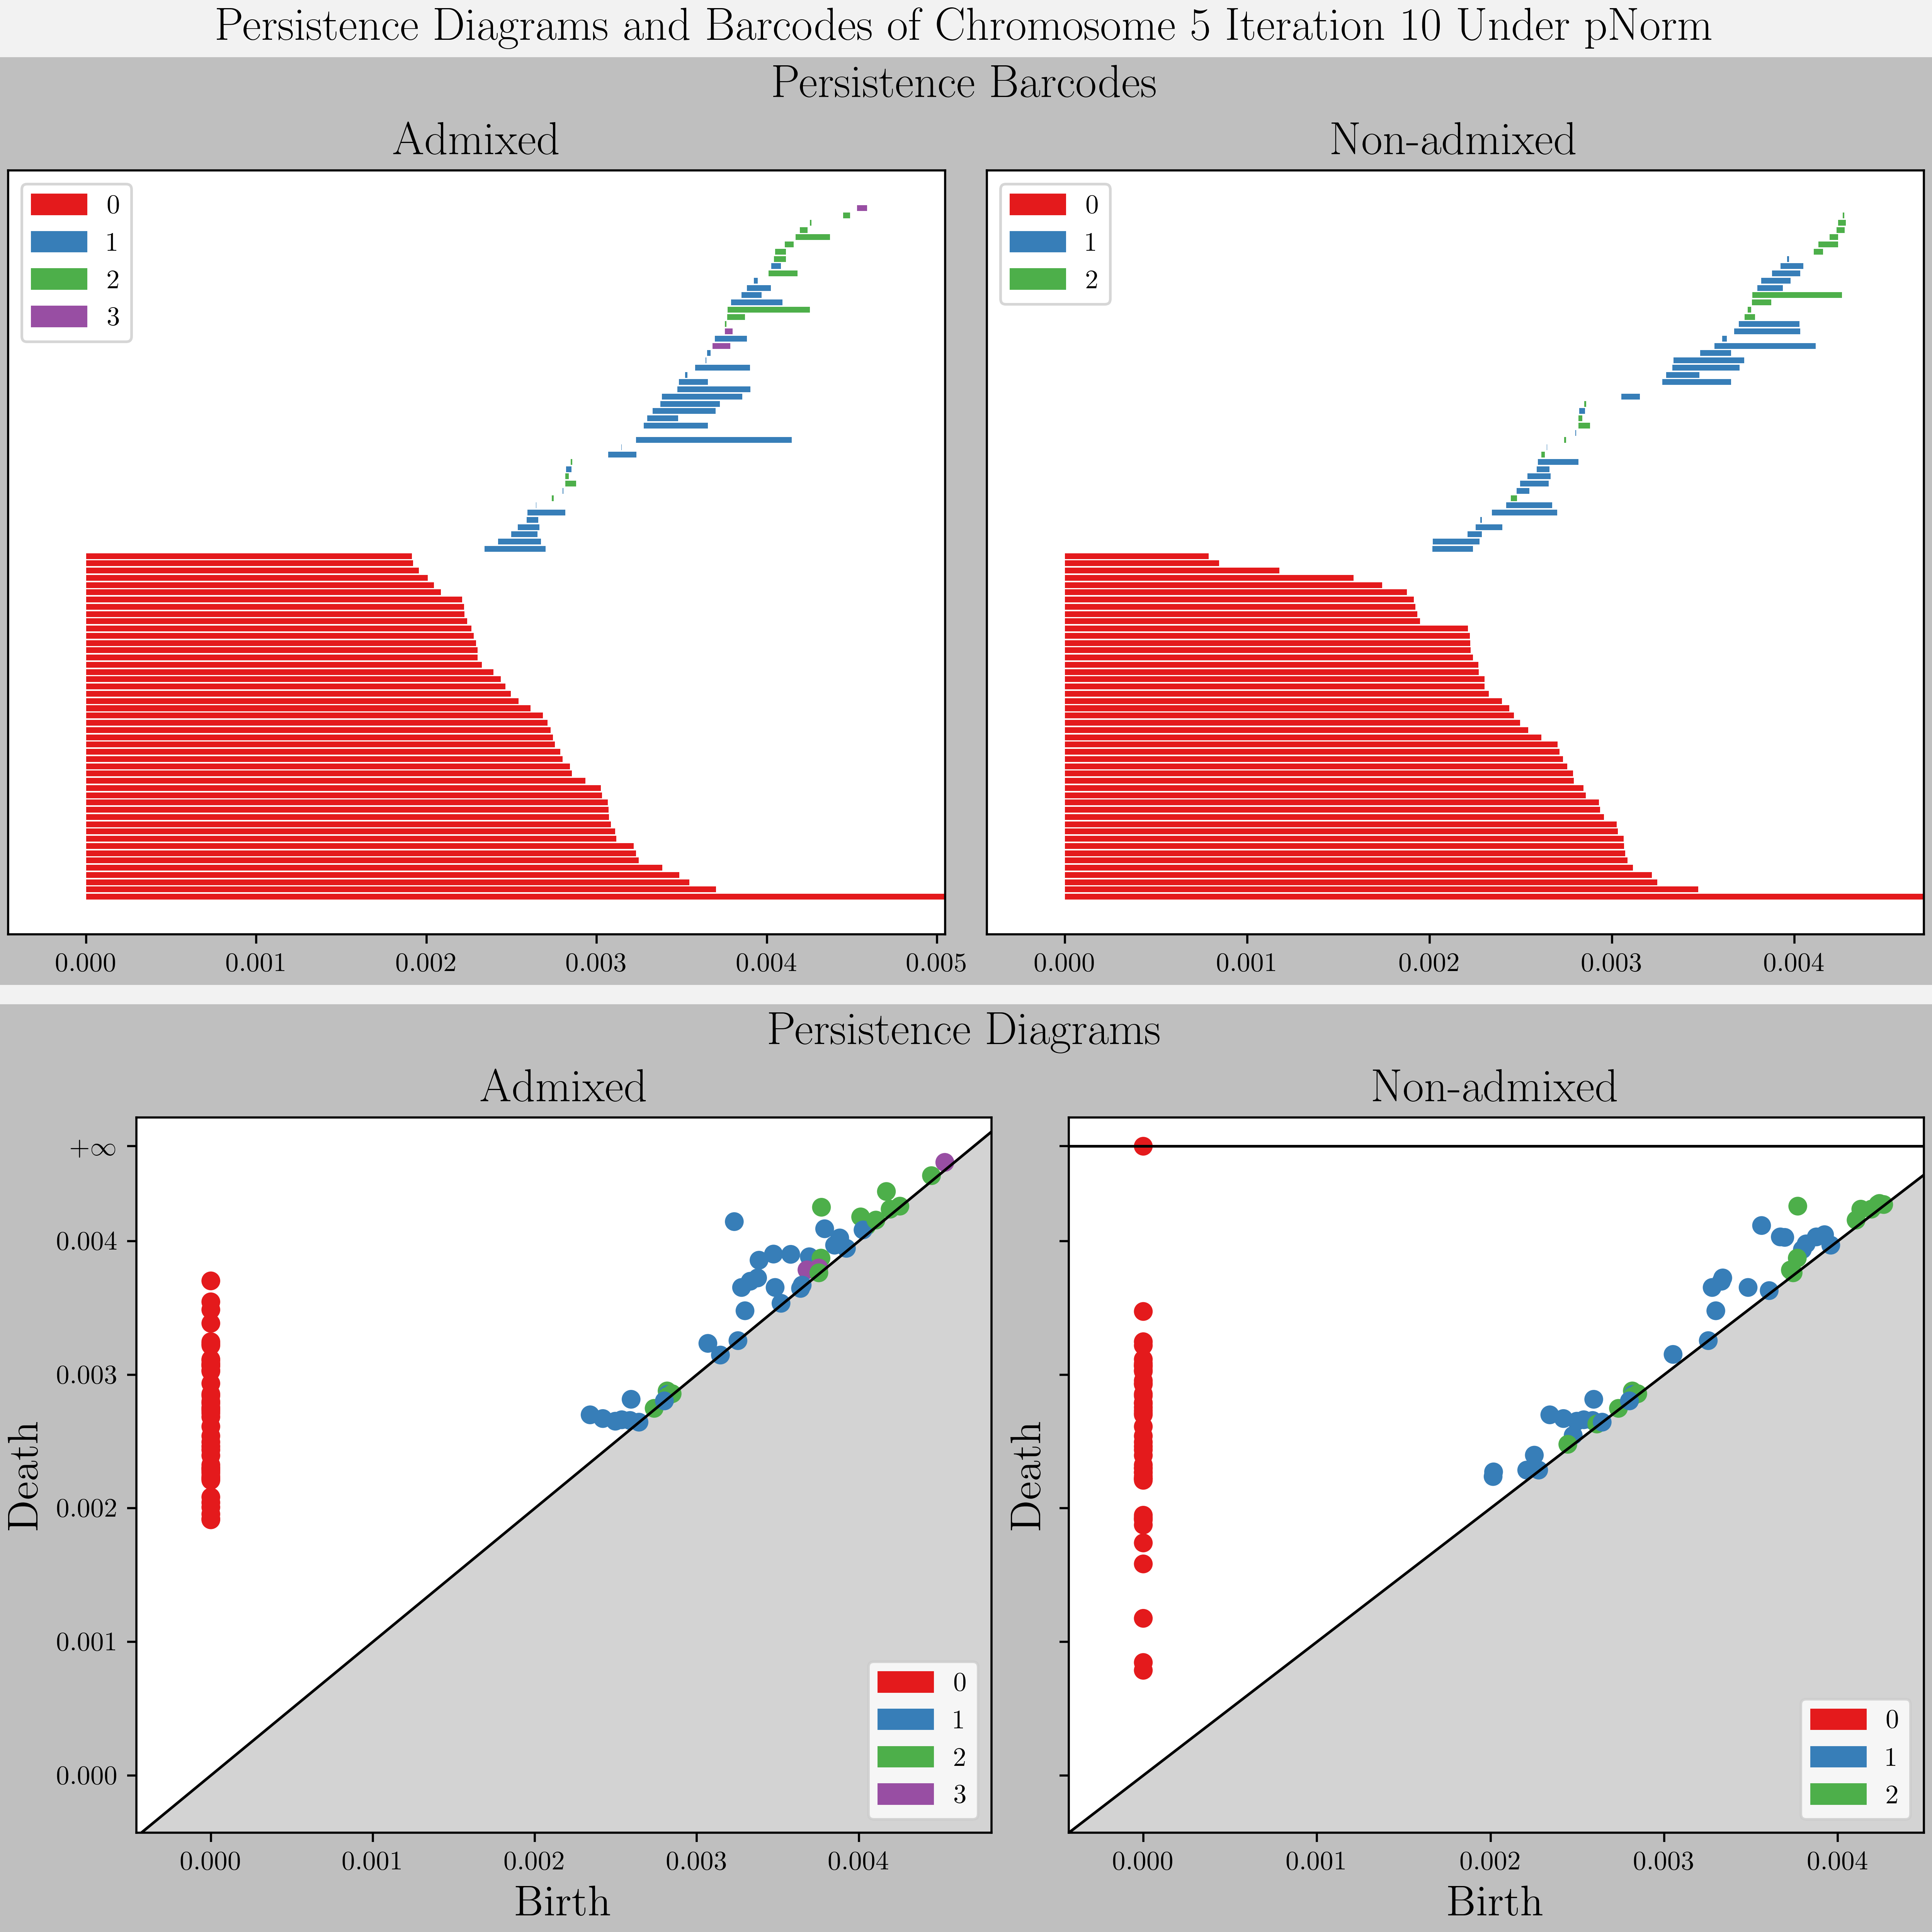 Persistence Diagrams and Barcodes of Chromosome 5 Iteration 10 Under pNorm
Persistence Barcodes
Admixed
0
1
2
3
0.000 0.001 0.002 0.003 0.004 0.005
Non-admixed
0
1
2
0.000 0.001 0.002 0.003 0.004
Persistence Diagrams
Admixed
Death
+∞
0.004
0.003
0.002
0.001
0.000
0
1
2
3
0.000 0.001 0.002 0.003 0.004
Birth
Non-admixed
Death
0
1
2
0.000 0.001 0.002 0.003 0.004
Birth